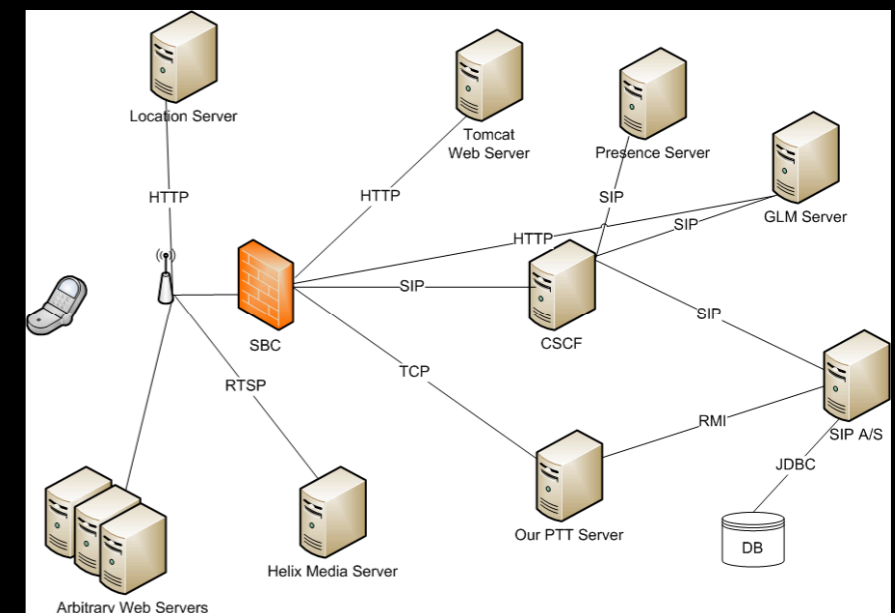 Location Server
Tomcat
Web Server
Presence Server
GLM Server
HTTP
HTTP
SIP
SIP
HTTP
SIP
SBC
CSCF
SIP
RTSP
TCP
RMI
SIP A/S
JDBC
Our PTT Server
DB
Helix Media Server
Arbitrary Web Servers